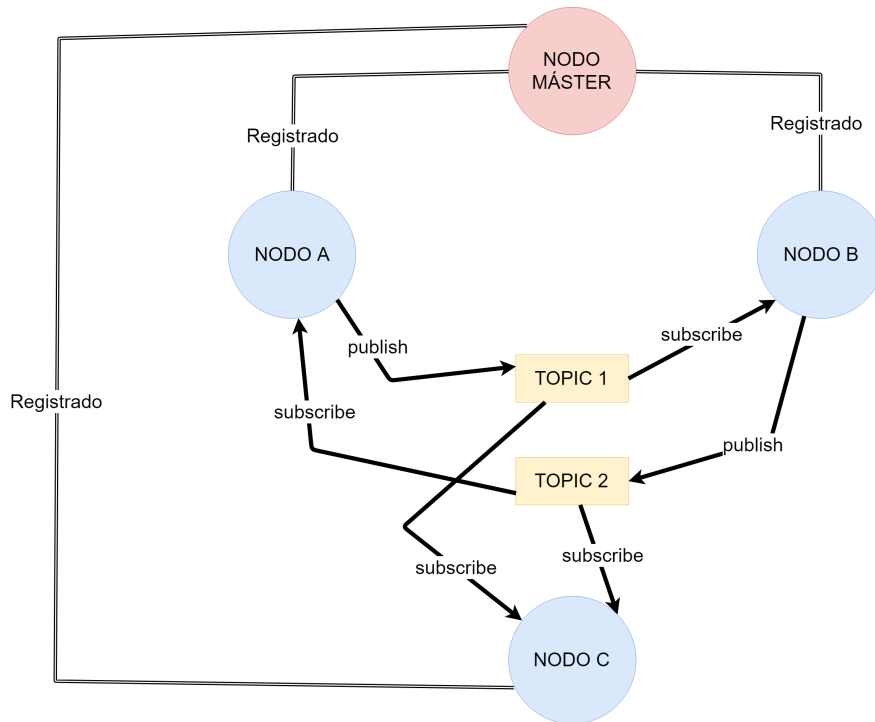 NODO
MÁSTER
Registrado
Registrado
NODO A
NODO B
publish
subscribe
TOPIC 1
Registrado
subscribe
publish
TOPIC 2
subscribe
subscribe
NODO C